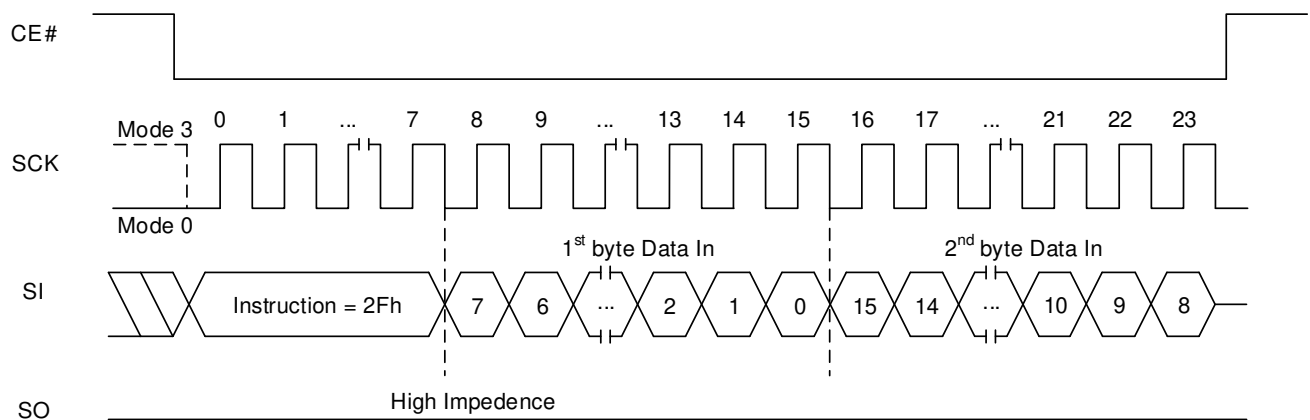 CE#
0 1 ... 7 8 9 ... 13 14 15 16 17 ... 21 22 23
Mode 3
SCK
Mode 0
1st byte Data In 2nd byte Data In
SI Instruction = 2Fh 7 6 ... 2 1 0 15 14 ... 10 9 8
High Impedence
SO